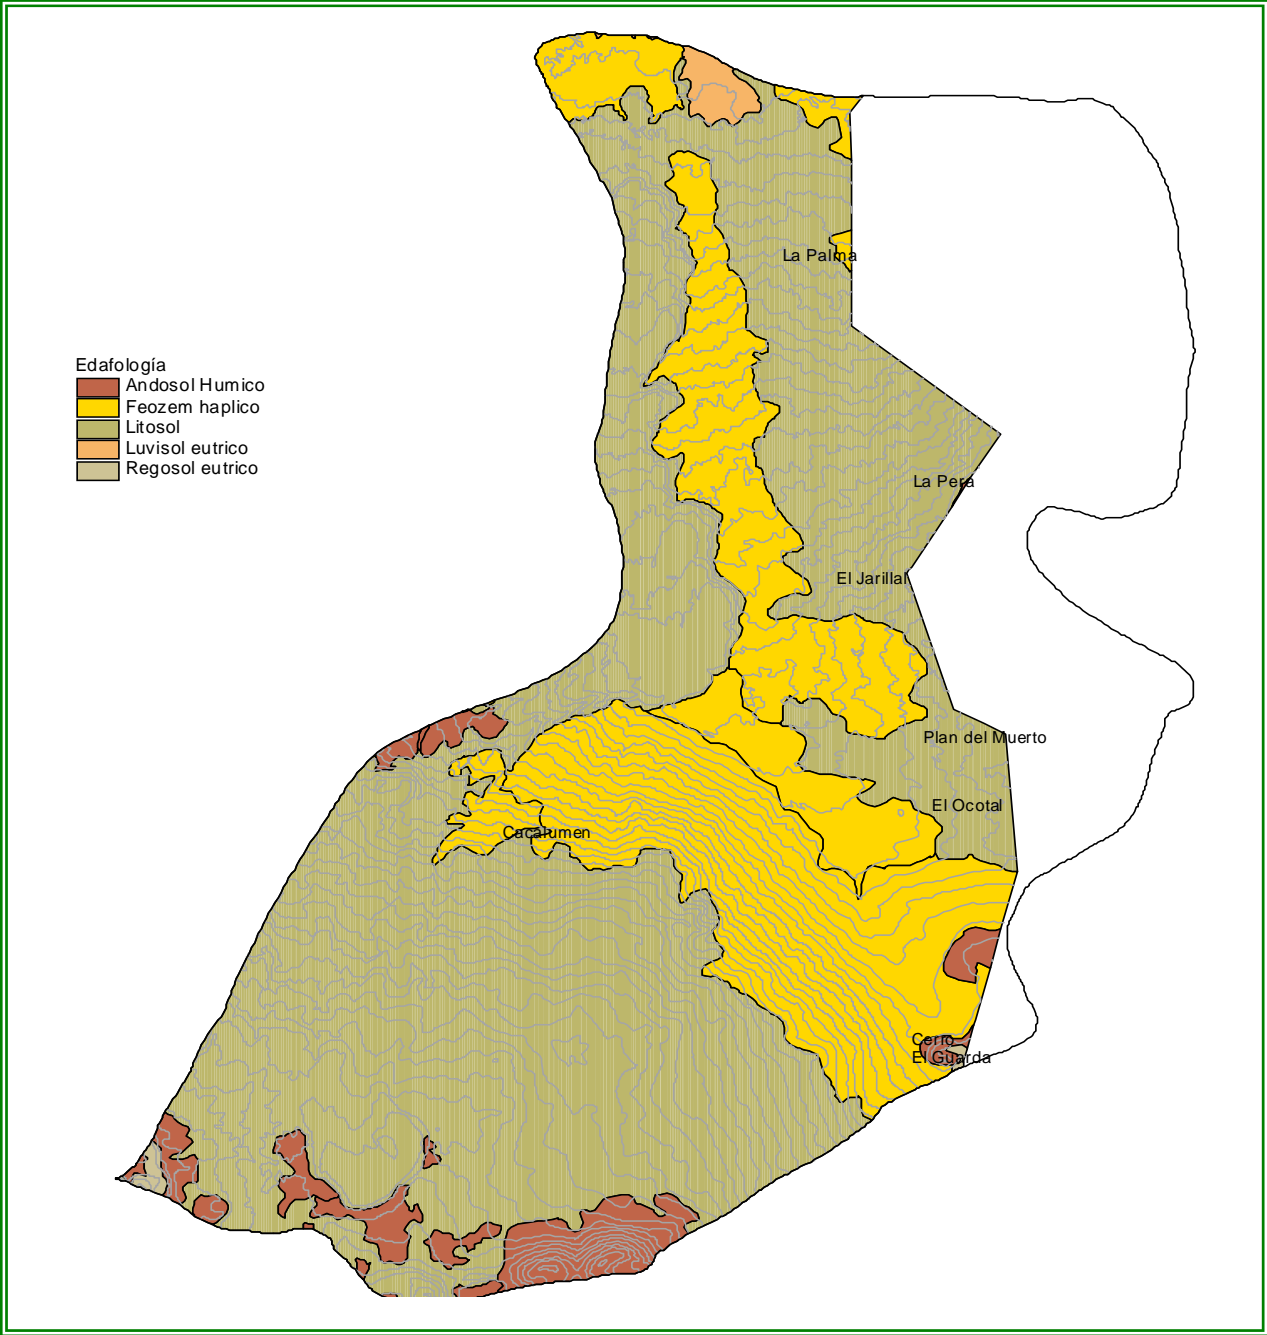 La Palma
Edafología
Andosol Humico
Feozem haplico
Litosol
Luvisol eutrico
Regosol eutrico
La Pera
El Jarillal
Plan del Muerto
El Ocotal
Cacalumen
Cerro
El Guarda